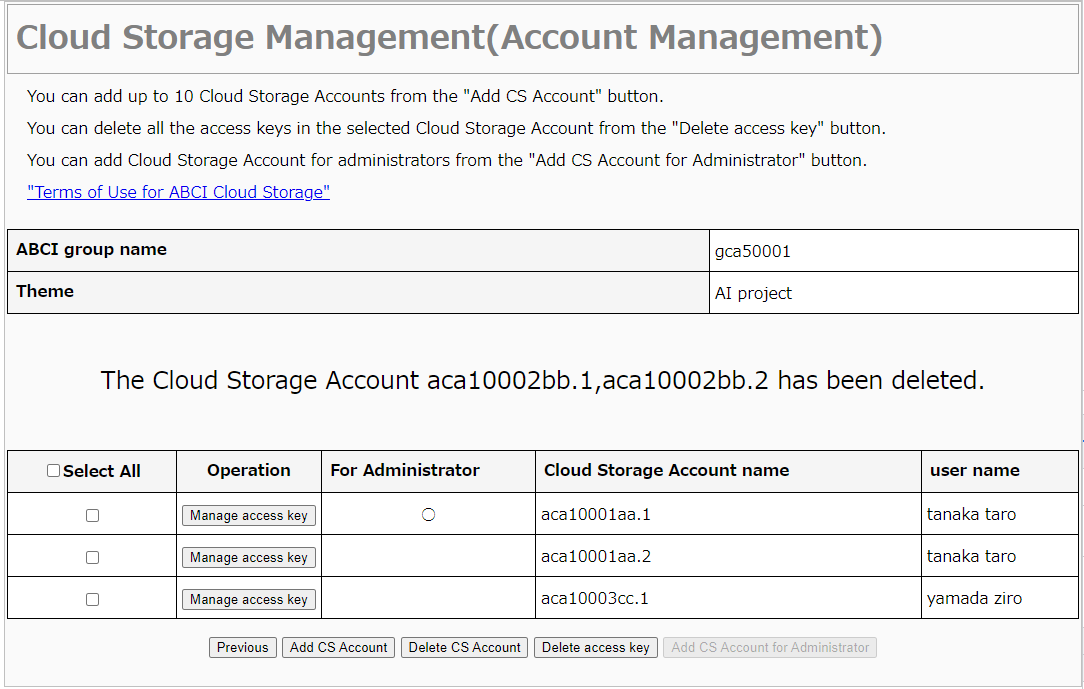 Cloud Storage Management(Account Management)
You can add up to 10 Cloud Storage Accounts from the "Add CS Account" button.
You can delete all the access keys in the selected Cloud Storage Account from the "Delete access key" button.
You can add Cloud Storage Account for administrators from the "Add CS Account for Administrator" button.
"Terms of Use for ABCI Cloud Storage"
ABCI group name gca50001
Theme AI project
The Cloud Storage Account aca10002bb.1,aca10002bb.2 has been deleted.
Select All Operation For Administrator Cloud Storage Account name user name
Manage access key ○ aca10001aa.1 tanaka taro
Manage access key aca10001aa.2 tanaka taro
Manage access key aca10003cc.1 yamada ziro
Previous Add CS Account Delete CS Account Delete access key Add CS Account for Administrator